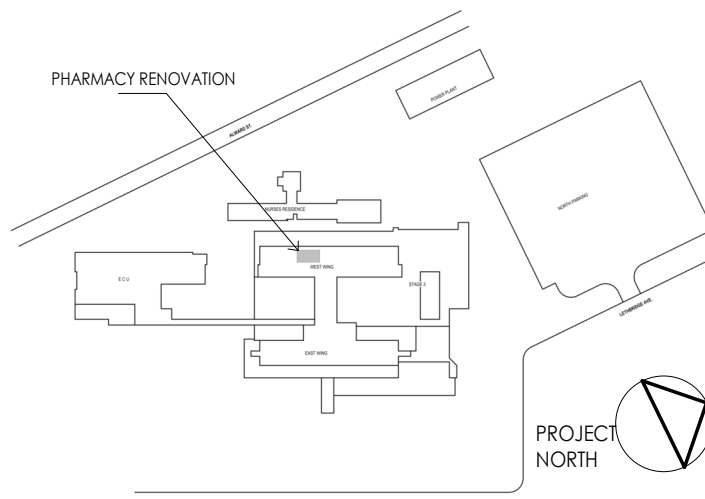 PHARMACY RENOVATION
POWER PLANT
ALWARD ST.
NURSES RESIDENCE
NORTH PARKING
WEST WING
E C U
STAGE II
LETHBRIDGE AVE.
EAST WING
PROJECT
NORTH